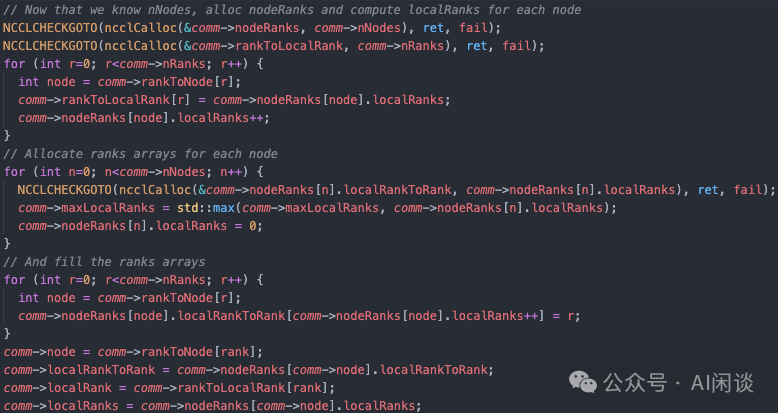 // Now that we know nNodes, alloc nodeRanks and compute localRanks for each node
NCCLCHECKGOTO(ncclCalloc(&comm->nodeRanks, comm->nNodes), ret, fail);
NCCLCHECKGOTO(ncclCalloc(&comm->rankToLocalRank, comm->nRanks), ret, fail);
for (int r=0; r<comm->nRanks; r++) {
  int node = comm->rankToNode[r];
  comm->rankToLocalRank[r] = comm->nodeRanks[node].localRanks;
  comm->nodeRanks[node].localRanks++;
}
// Allocate ranks arrays for each node
for (int n=0; n<comm->nNodes; n++) {
  NCCLCHECKGOTO(ncclCalloc(&comm->nodeRanks[n].localRankToRank, comm->nodeRanks[n].localRanks), ret, fail);
  comm->maxLocalRanks = std::max(comm->maxLocalRanks, comm->nodeRanks[n].localRanks);
  comm->nodeRanks[n].localRanks = 0;
}
// And fill the ranks arrays
for (int r=0; r<comm->nRanks; r++) {
  int node = comm->rankToNode[r];
  comm->nodeRanks[node].localRankToRank[comm->nodeRanks[node].localRanks++] = r;
}
comm->node = comm->rankToNode[rank];
comm->localRankToRank = comm->nodeRanks[comm->node].localRankToRank;
comm->localRank = comm->rankToLocalRank[rank];
comm->localRanks = comm->nodeRanks[comm->node].localRanks;
公众号 · AI闲谈